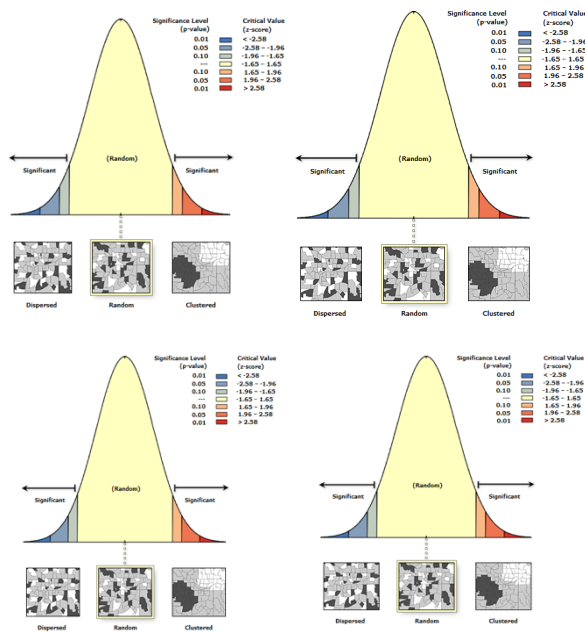 Significance Level Critical Value
(p-value) (z-score)
0.01 < -2.58
0.05 -2.58 – -1.96
0.10 -1.96 – -1.65
--- -1.65 – 1.65
0.10 1.65 – 1.96
0.05 1.96 – 2.58
0.01 > 2.58
(Random)
Significant Significant
Dispersed Random Clustered
Significance Level Critical Value
(p-value) (z-score)
0.01 < -2.58
0.05 -2.58 – -1.96
0.10 -1.96 – -1.65
--- -1.65 – 1.65
0.10 1.65 – 1.96
0.05 1.96 – 2.58
0.01 > 2.58
(Random)
Significant Significant
Dispersed Random Clustered
Significance Level Critical Value
(p-value) (z-score)
0.01 < -2.58
0.05 -2.58 – -1.96
0.10 -1.96 – -1.65
--- -1.65 – 1.65
0.10 1.65 – 1.96
0.05 1.96 – 2.58
0.01 > 2.58
(Random)
Significant Significant
Dispersed Random Clustered
Significance Level Critical Value
(p-value) (z-score)
0.01 < -2.58
0.05 -2.58 – -1.96
0.10 -1.96 – -1.65
--- -1.65 – 1.65
0.10 1.65 – 1.96
0.05 1.96 – 2.58
0.01 > 2.58
(Random)
Significant Significant
Dispersed Random Clustered